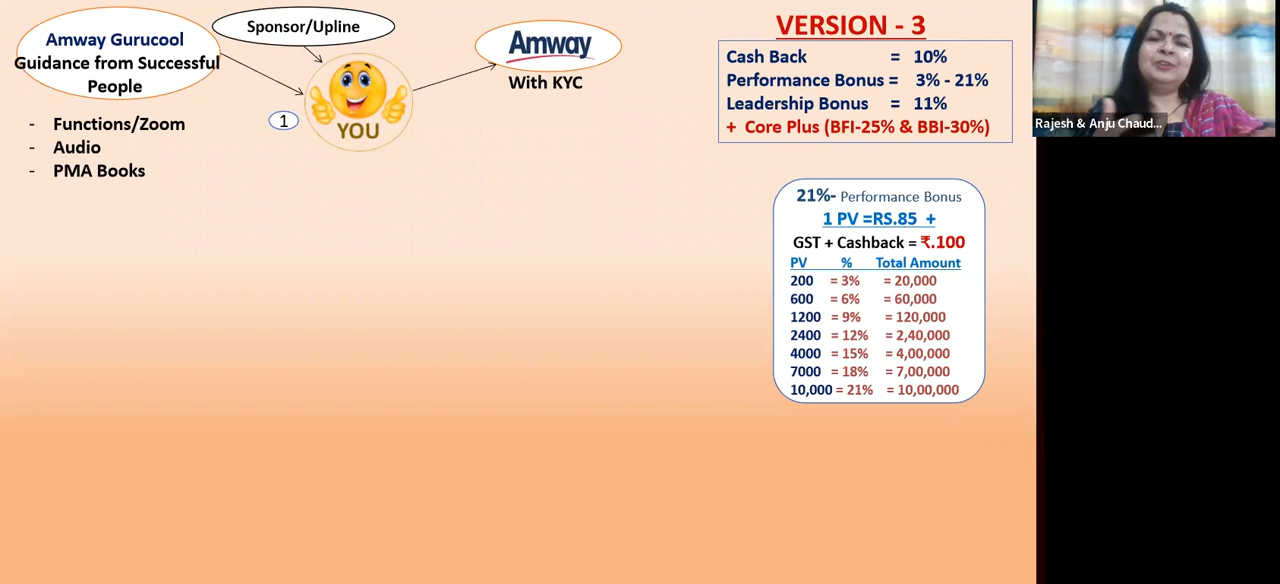 Amway Gurucool
Guidance from Successful
People
- Functions/Zoom
- Audio
- PMA Books
Sponsor/Upline
1
YOU
Amway
With KYC
VERSION - 3
Cash Back = 10%
Performance Bonus = 3% - 21%
Leadership Bonus = 11%
+ Core Plus (BFI-25% & BBI-30%)
21%- Performance Bonus
1 PV =RS.85 +
GST + Cashback = ₹.100
PV % Total Amount
200 = 3% = 20,000
600 = 6% = 60,000
1200 = 9% = 120,000
2400 = 12% = 2,40,000
4000 = 15% = 4,00,000
7000 = 18% = 7,00,000
10,000 = 21% = 10,00,000
Rajesh & Anju Chaud...